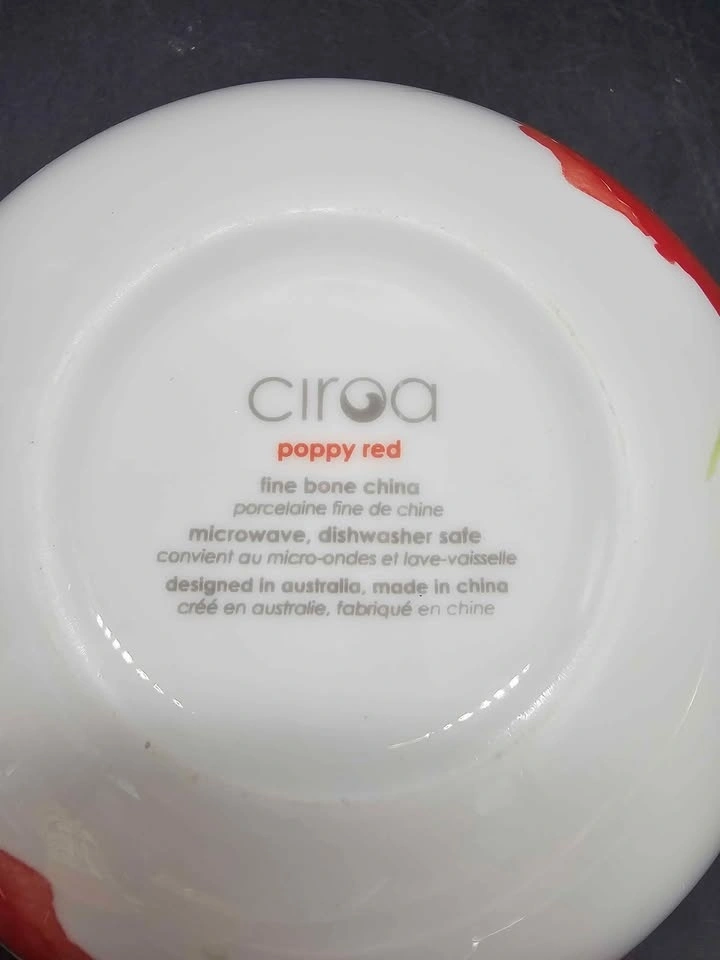 ciroa
poppy red
fine bone china
porcelaine fine de chine
microwave, dishwasher safe
convient au micro-ondes et lave-vaisselle
designed in australia, made in china
créé en australie, fabriqué en chine